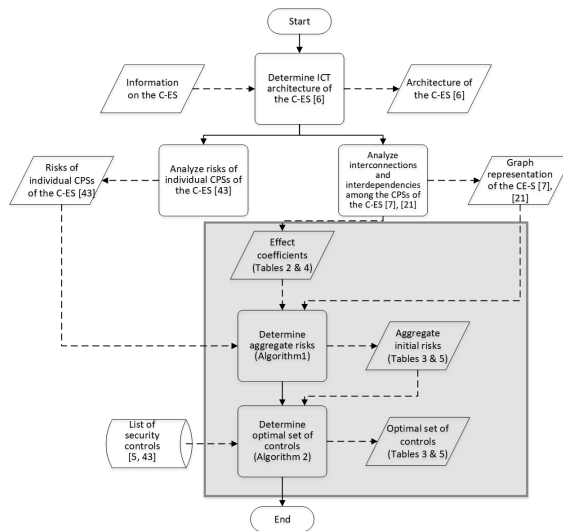 Start
Information
on the C-ES
Determine ICT
architecture of
the C-ES [6]
Architecture of
the C-ES [6]
Risks of
individual CPSs
of the C-ES [43]
Analyze risks of
individual CPSs of
the C-ES [43]
Analyze
interconnections
and
interdependencies
among the CPSs of
the C-ES [7], [21]
Graph
representation
of the CE-S [7],
[21]
Effect
coefficients
(Tables 2 & 4)
Determine
aggregate risks
(Algorithm1)
Aggregate
initial risks
(Tables 3 & 5)
List of
security
controls
[5, 43]
Determine
optimal set of
controls
(Algorithm 2)
Optimal set of
controls
(Tables 3 & 5)
End